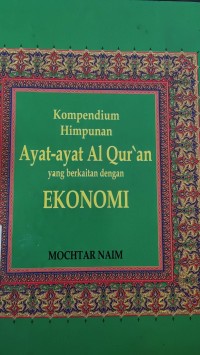 Kompendium
Himpunan
Ayat-ayat Al Qur`an
yang berkaitan dengan
EKONOMI
MOCHTAR NAIM